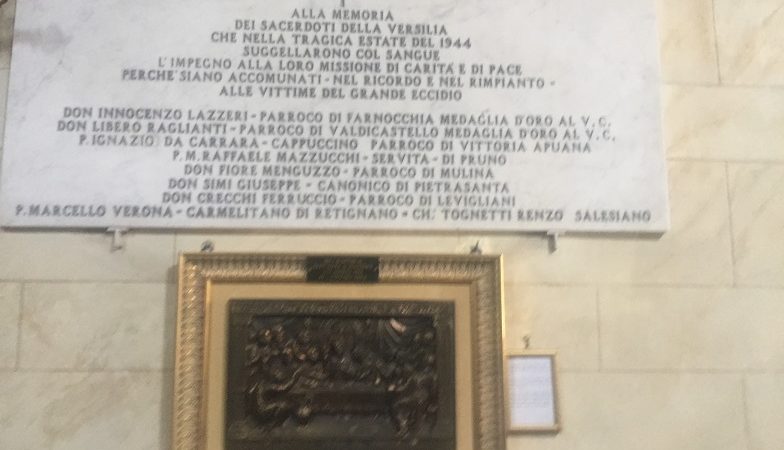 ALLA MEMORIA
DEI SACERDOTI DELLA VERSILIA
CHE NELLA TRAGICA ESTATE DEL 1944
SUGGELLARONO COL SANGUE
L'IMPEGNO ALLA LORO MISSIONE DI CARITÀ E DI PACE
PERCHE' SIANO ACCOMUNATI - NEL RICORDO E NEL RIMPIANTO -
ALLE VITTIME DEL GRANDE ECCIDIO
DON INNOCENZO LAZZERI - PARROCO DI FARNOCCHIA MEDAGLIA D'ORO AL V.C.
DON LIBERO RAGLIANTI - PARROCO DI VALDICASTELLO MEDAGLIA D'ORO AL V.C.
P. IGNAZIO DA CARRARA - CAPPUCCINO PARROCO DI VITTORIA APUANA
P. M. RAFFAELE MAZZUCCHI - SERVITA - DI PRUNO
DON FIORE MENGUZZO - PARROCO DI MULINA
DON SIMI GIUSEPPE - CANONICO DI PIETRASANTA
DON CRECCHI FERRUCCIO - PARROCO DI LEVIGLIANI
P. MARCELLO VERONA - CARMELITANO DI RETIGNANO - CH. TOGNETTI RENZO SALESIANO